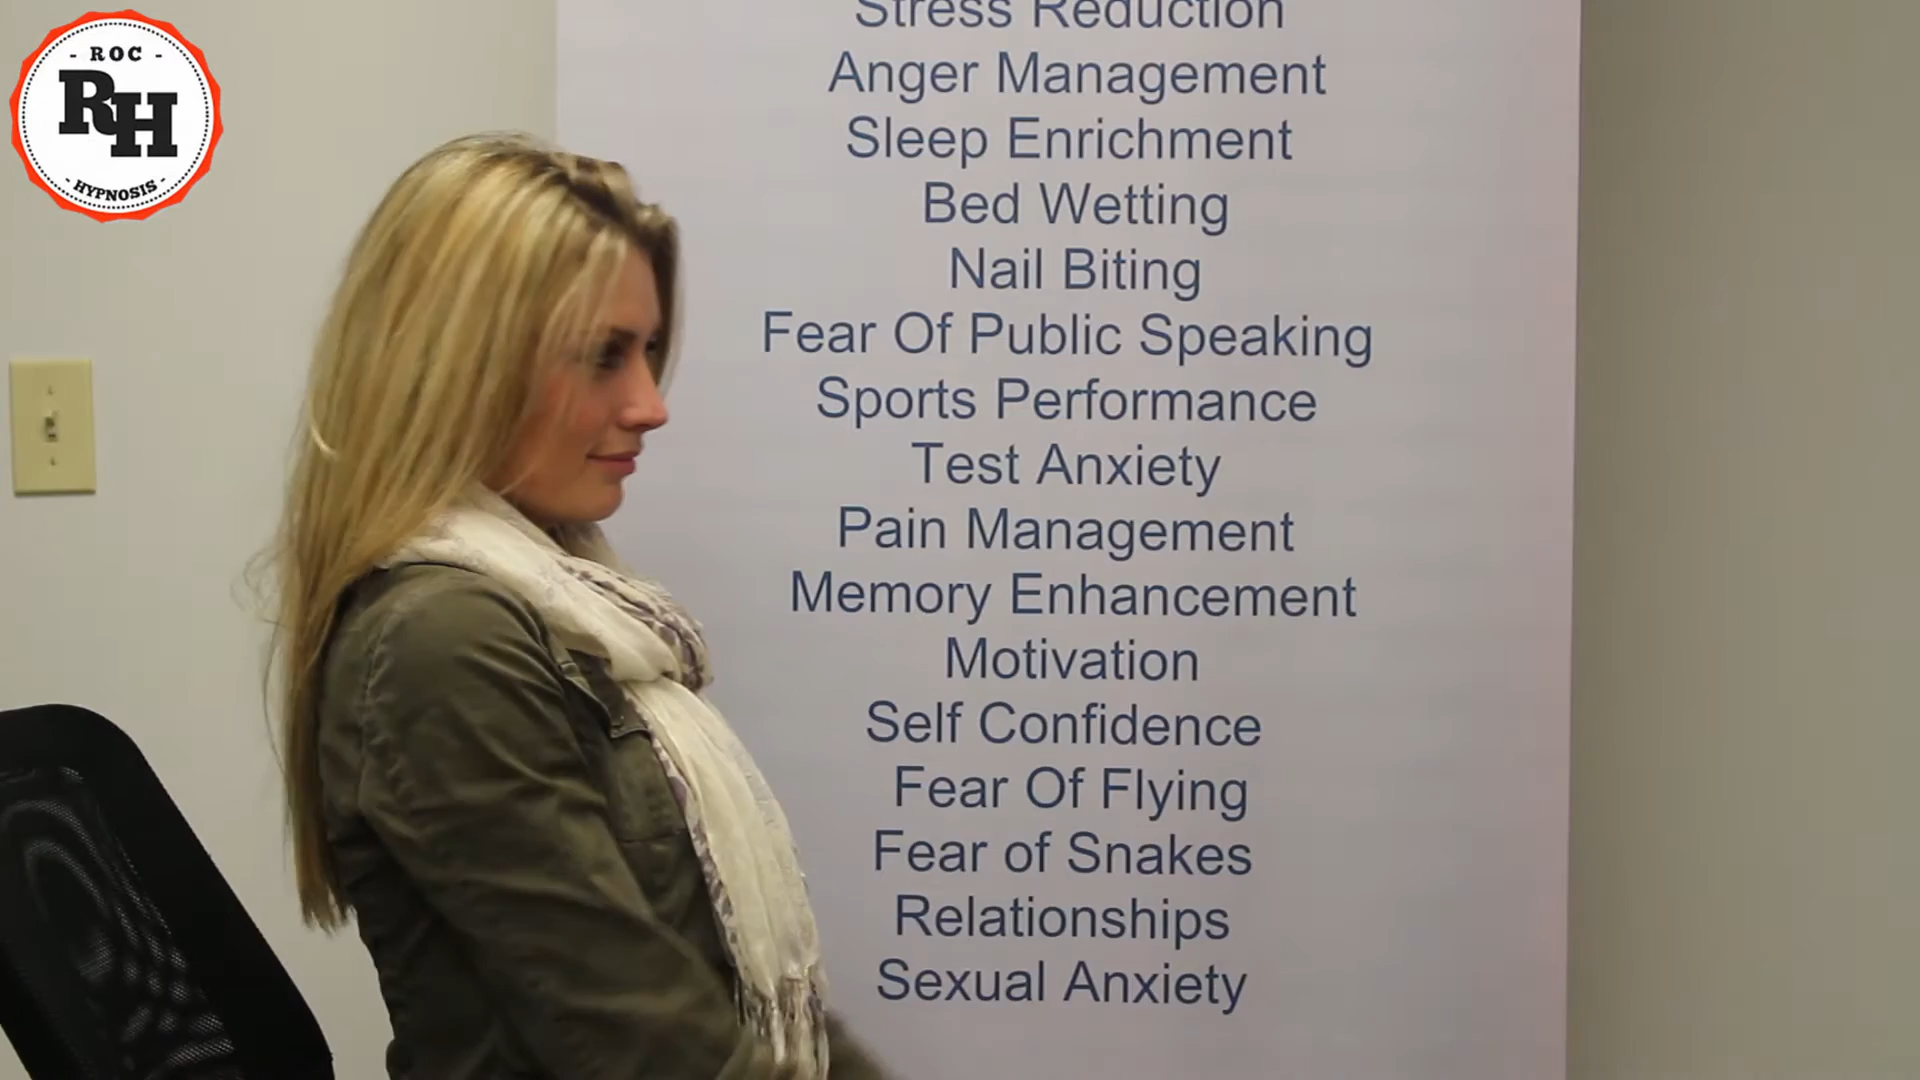 - ROC -
RH
- HYPNOSIS -
Stress Reduction
Anger Management
Sleep Enrichment
Bed Wetting
Nail Biting
Fear Of Public Speaking
Sports Performance
Test Anxiety
Pain Management
Memory Enhancement
Motivation
Self Confidence
Fear Of Flying
Fear of Snakes
Relationships
Sexual Anxiety